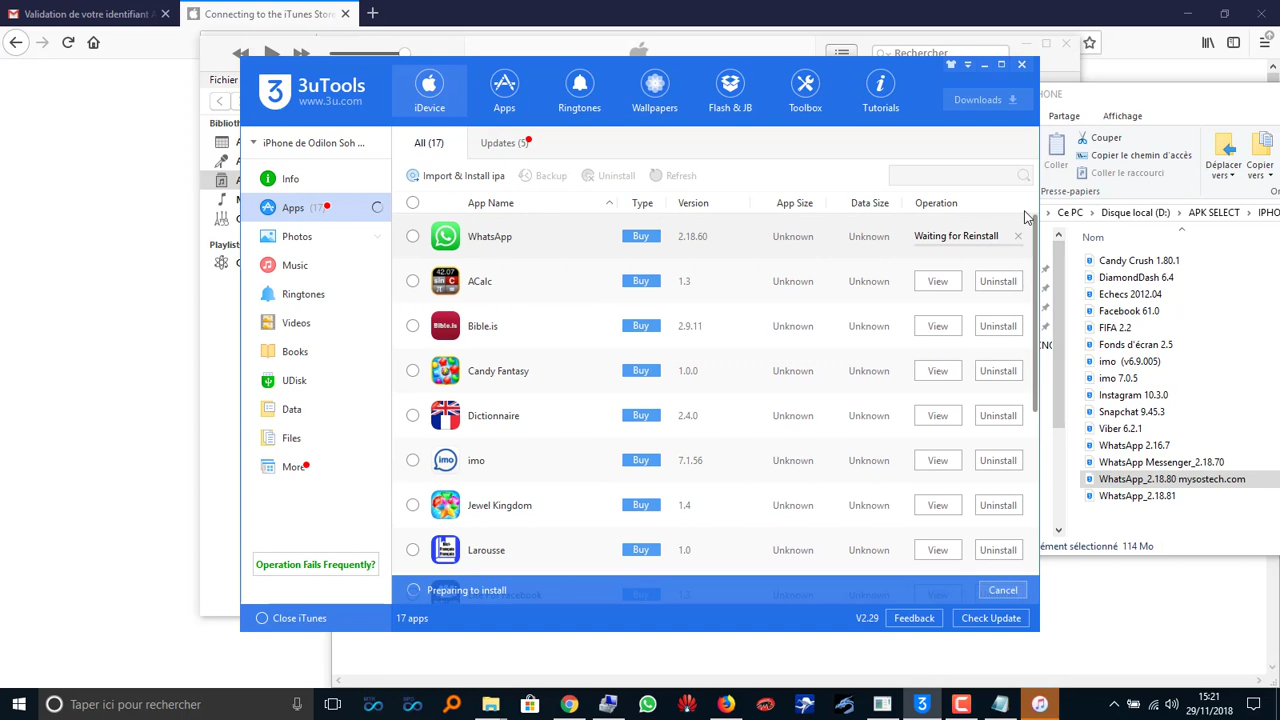 Validation de votre identifiant A
Connecting to the iTunes Store
Rechercher
Fichier
Biblioth
Playlists
3uTools
www.3u.com
iDevice
Apps
Ringtones
Wallpapers
Flash & JB
Toolbox
Tutorials
Downloads
iPhone de Odilon Soh ...
Info
Apps (17)
Photos
Music
Ringtones
Videos
Books
UDisk
Data
Files
More
Operation Fails Frequently?
Close iTunes
All (17)
Updates (5)
Import & Install ipa
Backup
Uninstall
Refresh
App Name Type Version App Size Data Size Operation
WhatsApp Buy 2.18.60 Unknown Unknown Waiting for Reinstall
ACalc Buy 1.3 Unknown Unknown View Uninstall
Bible.is Buy 2.9.11 Unknown Unknown View Uninstall
Candy Fantasy Buy 1.0.0 Unknown Unknown View Uninstall
Dictionnaire Buy 2.4.0 Unknown Unknown View Uninstall
imo Buy 7.1.56 Unknown Unknown View Uninstall
Jewel Kingdom Buy 1.4 Unknown Unknown View Uninstall
Larousse Buy 1.0 Unknown Unknown View Uninstall
Preparing to install
Cancel
17 apps
V2.29
Feedback
Check Update
HONE
Partage
Affichage
Coller
Couper
Copier le chemin d'accès
Coller le raccourci
Presse-papiers
Déplacer
vers
Copier
vers
Ce PC
Disque local (D:)
APK SELECT
IPHO
Nom
Candy Crush 1.80.1
DiamondDash 6.4
Echecs 2012.04
Facebook 61.0
FIFA 2.2
Fonds d'écran 2.5
imo (v6.9.005)
imo 7.0.5
Instagram 10.3.0
Snapchat 9.45.3
Viber 6.2.1
WhatsApp 2.16.7
WhatsApp Messenger_2.18.70
WhatsApp_2.18.80 mysostech.com
WhatsApp_2.18.81
ément sélectionné 114 Mo
Taper ici pour rechercher
15:21
29/11/2018